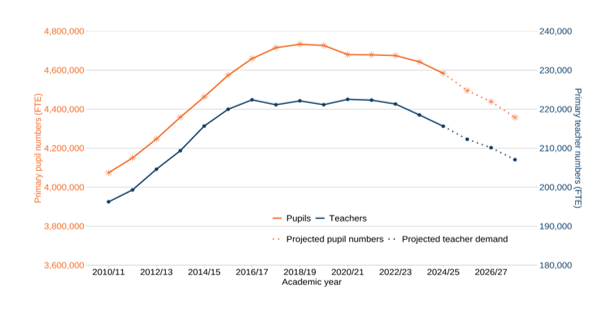 4,800,000
4,600,000
4,400,000
4,200,000
4,000,000
3,800,000
3,600,000
Primary pupil numbers (FTE)
240,000
230,000
220,000
210,000
200,000
190,000
180,000
Primary teacher numbers (FTE)
Pupils Teachers
Projected pupil numbers Projected teacher demand
2010/11 2012/13 2014/15 2016/17 2018/19 2020/21 2022/23 2024/25 2026/27
Academic year